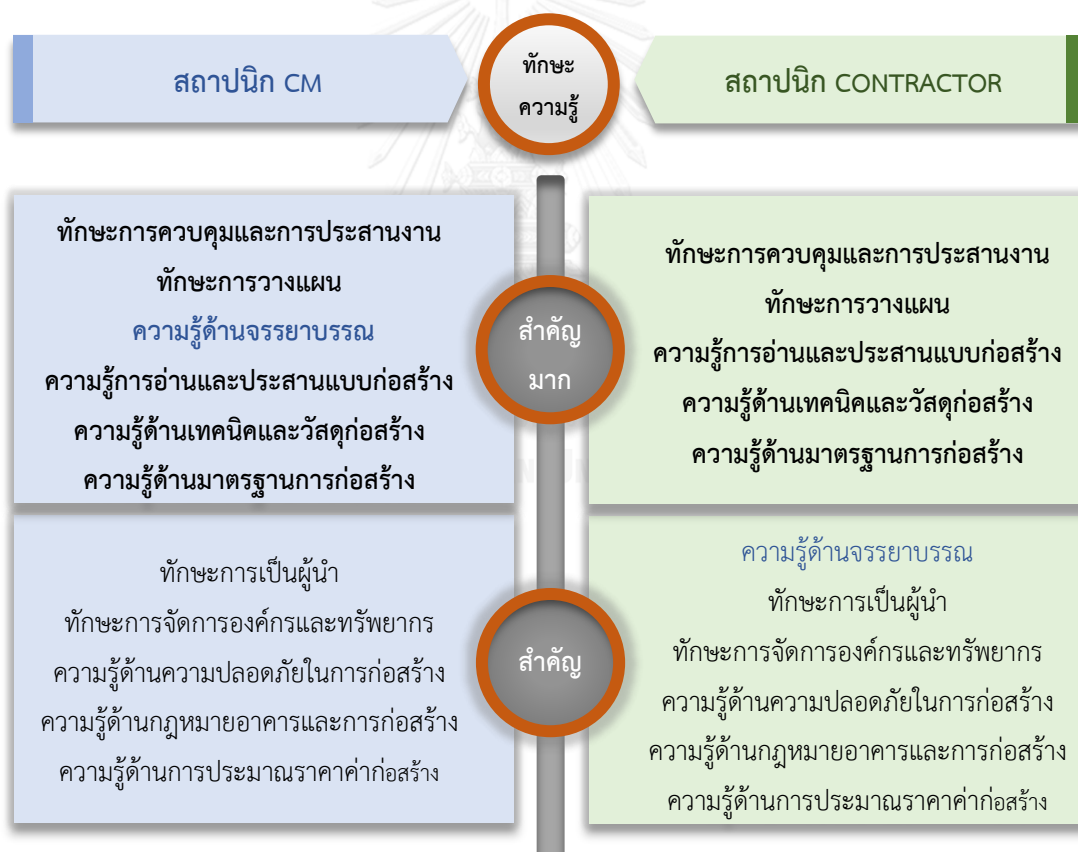 สถาปนิก CM
ทักษะ
ความรู้
สถาปนิก CONTRACTOR
ทักษะการควบคุมและการประสานงาน
ทักษะการวางแผน
ความรู้ด้านจรรยาบรรณ
ความรู้การอ่านและประสานแบบก่อสร้าง
ความรู้ด้านเทคนิคและวัสดุก่อสร้าง
ความรู้ด้านมาตรฐานการก่อสร้าง
สำคัญ
มาก
ทักษะการควบคุมและการประสานงาน
ทักษะการวางแผน
ความรู้การอ่านและประสานแบบก่อสร้าง
ความรู้ด้านเทคนิคและวัสดุก่อสร้าง
ความรู้ด้านมาตรฐานการก่อสร้าง
ทักษะการเป็นผู้นำ
ทักษะการจัดการองค์กรและทรัพยากร
ความรู้ด้านความปลอดภัยในการก่อสร้าง
ความรู้ด้านกฎหมายอาคารและการก่อสร้าง
ความรู้ด้านการประมาณราคาค่าก่อสร้าง
สำคัญ
ความรู้ด้านจรรยาบรรณ
ทักษะการเป็นผู้นำ
ทักษะการจัดการองค์กรและทรัพยากร
ความรู้ด้านความปลอดภัยในการก่อสร้าง
ความรู้ด้านกฎหมายอาคารและการก่อสร้าง
ความรู้ด้านการประมาณราคาค่าก่อสร้าง